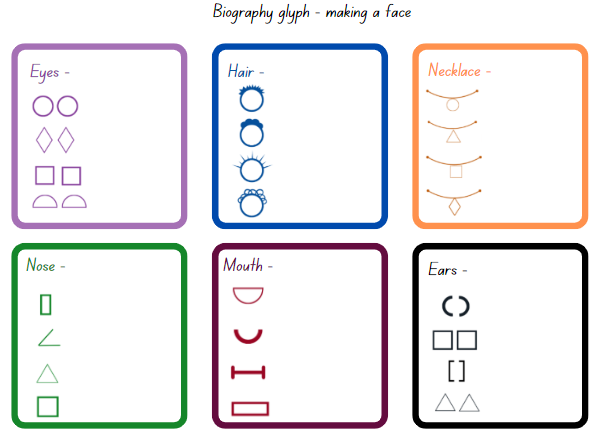 Biography glyph - making a face
Eyes -
Hair -
Necklace -
Nose -
Mouth -
Ears -